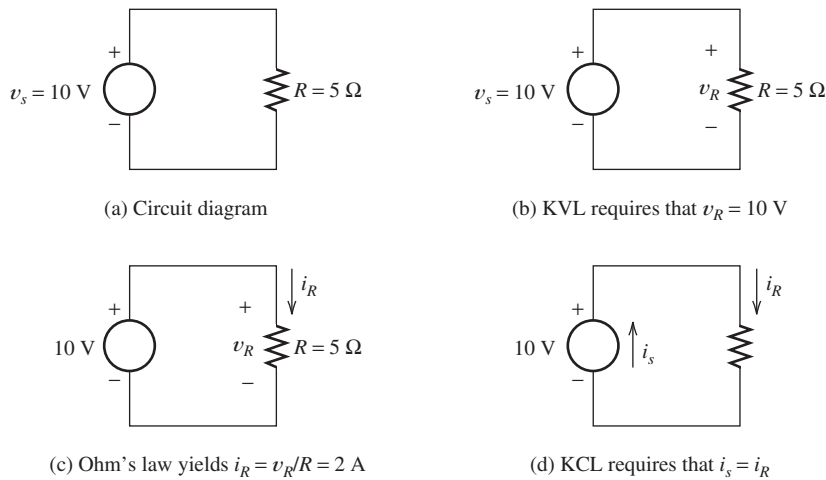 +
v_s = 10 V
−
R = 5 Ω
(a) Circuit diagram
+
v_s = 10 V
−
+
v_R
−
R = 5 Ω
(b) KVL requires that v_R = 10 V
i_R
+
10 V
−
+
v_R
−
R = 5 Ω
(c) Ohm’s law yields i_R = v_R/R = 2 A
i_R
+
10 V
−
i_s
(d) KCL requires that i_s = i_R